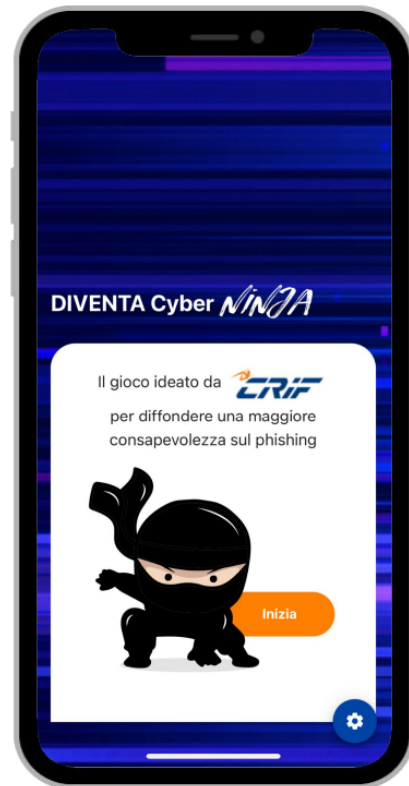 DIVENTA Cyber NINJA
Il gioco ideato da CRIF
per diffondere una maggiore
consapevolezza sul phishing
Inizia